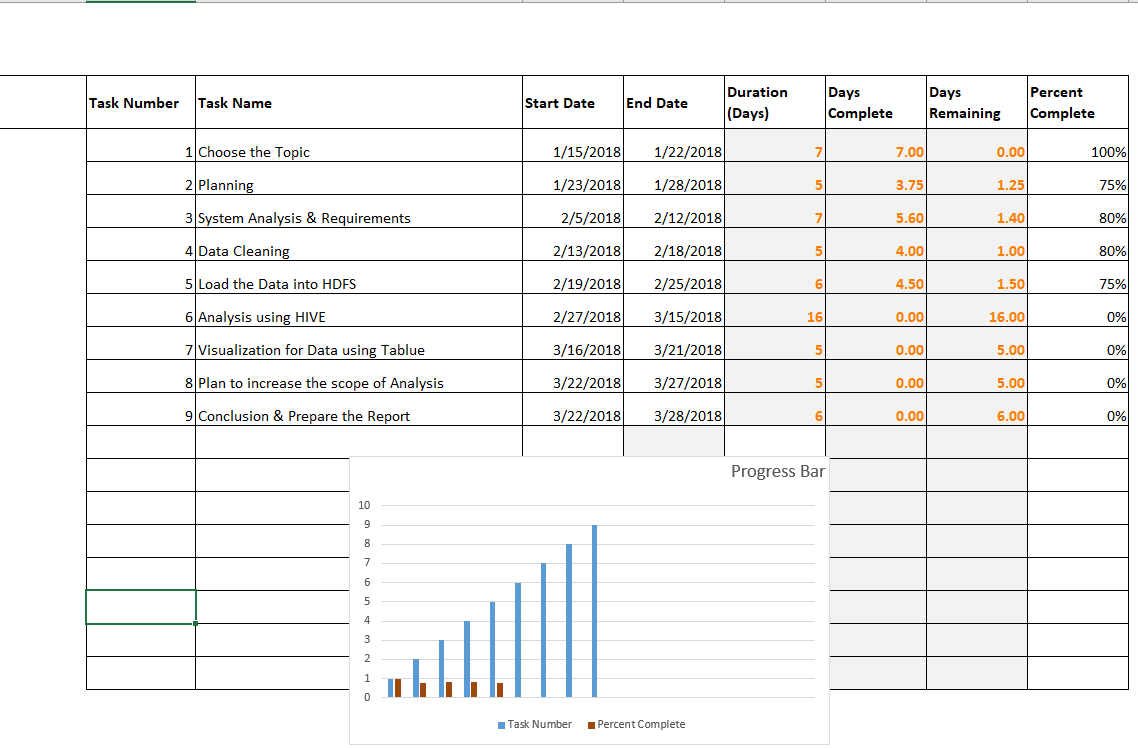 Task Number Task Name Start Date End Date Duration (Days) Days Complete Days Remaining Percent Complete
1 Choose the Topic 1/15/2018 1/22/2018 7 7.00 0.00 100%
2 Planning 1/23/2018 1/28/2018 5 3.75 1.25 75%
3 System Analysis & Requirements 2/5/2018 2/12/2018 7 5.60 1.40 80%
4 Data Cleaning 2/13/2018 2/18/2018 5 4.00 1.00 80%
5 Load the Data into HDFS 2/19/2018 2/25/2018 6 4.50 1.50 75%
6 Analysis using HIVE 2/27/2018 3/15/2018 16 0.00 16.00 0%
7 Visualization for Data using Tablue 3/16/2018 3/21/2018 5 0.00 5.00 0%
8 Plan to increase the scope of Analysis 3/22/2018 3/27/2018 5 0.00 5.00 0%
9 Conclusion & Prepare the Report 3/22/2018 3/28/2018 6 0.00 6.00 0%
Progress Bar
10
9
8
7
6
5
4
3
2
1
0
Task Number Percent Complete